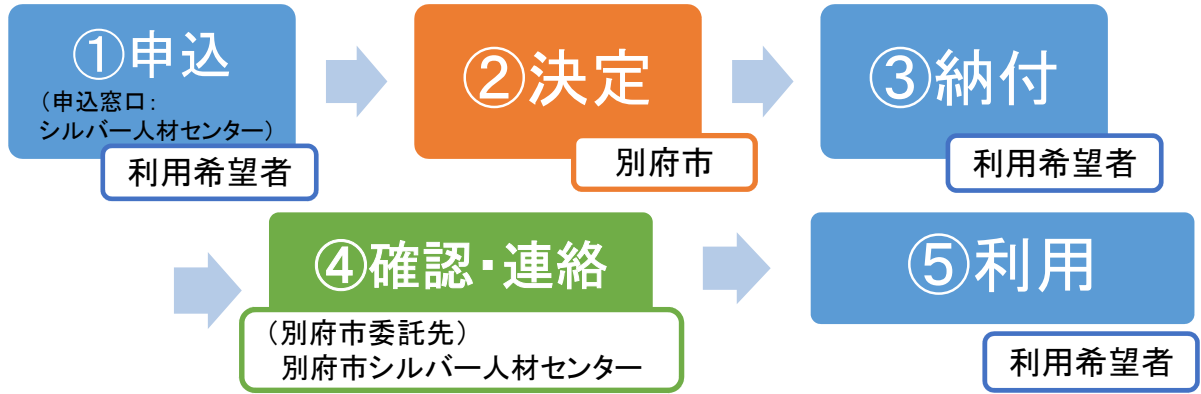 ①申込
（申込窓口：
シルバー人材センター）
利用希望者
②決定
別府市
③納付
利用希望者
④確認・連絡
（別府市委託先）
別府市シルバー人材センター
⑤利用
利用希望者